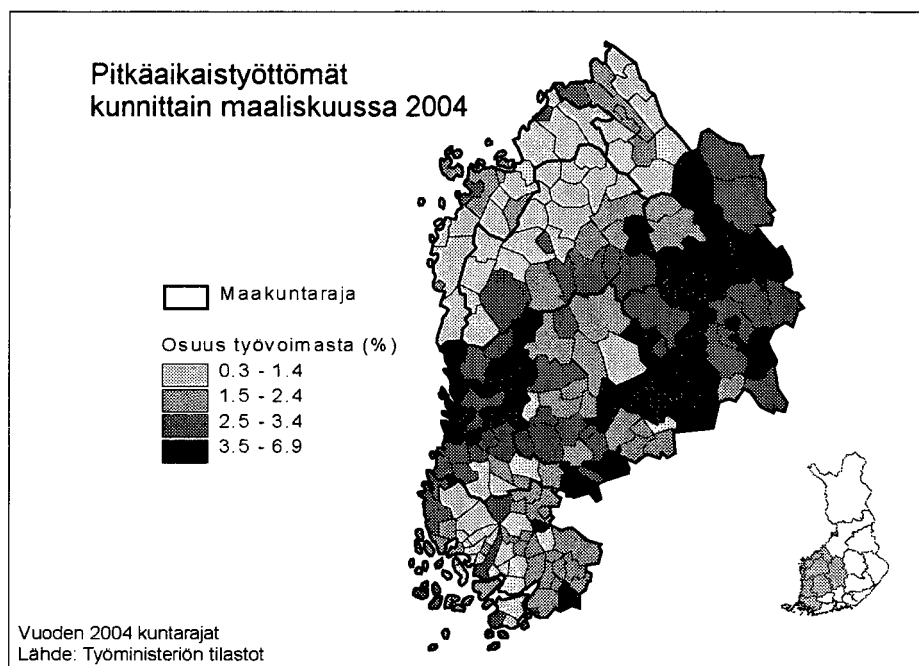 Pitkäaikaistyöttömät
kunnittain maaliskuussa 2004
Maakuntaraja
Osuus työvoimasta (%)
0.3 - 1.4
1.5 - 2.4
2.5 - 3.4
3.5 - 6.9
Vuoden 2004 kuntarajat
Lähde: Työministeriön tilastot